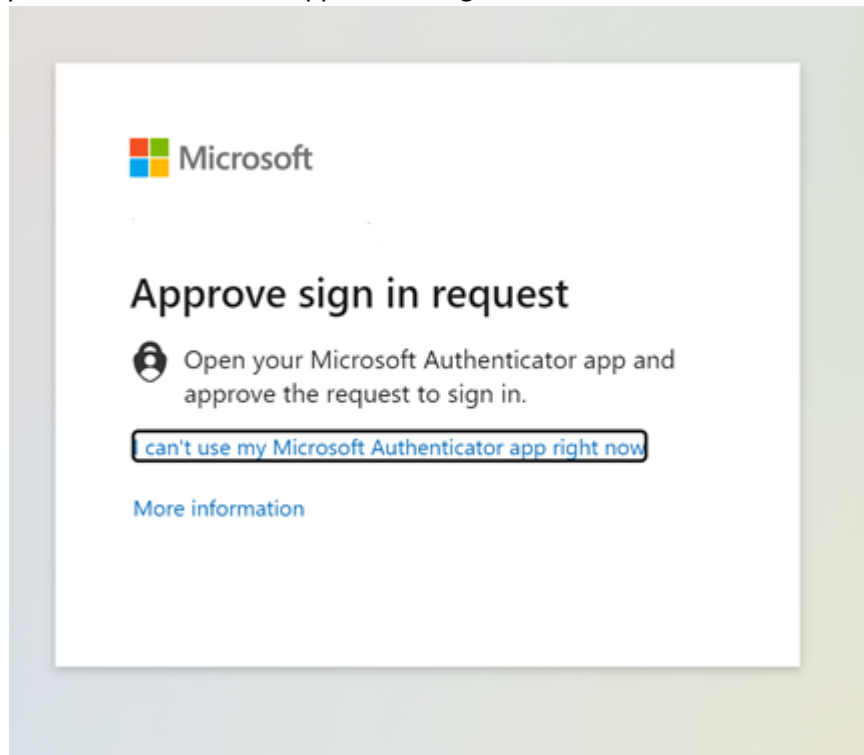 Microsoft
Approve sign in request
Open your Microsoft Authenticator app and
approve the request to sign in.
I can't use my Microsoft Authenticator app right now
More information